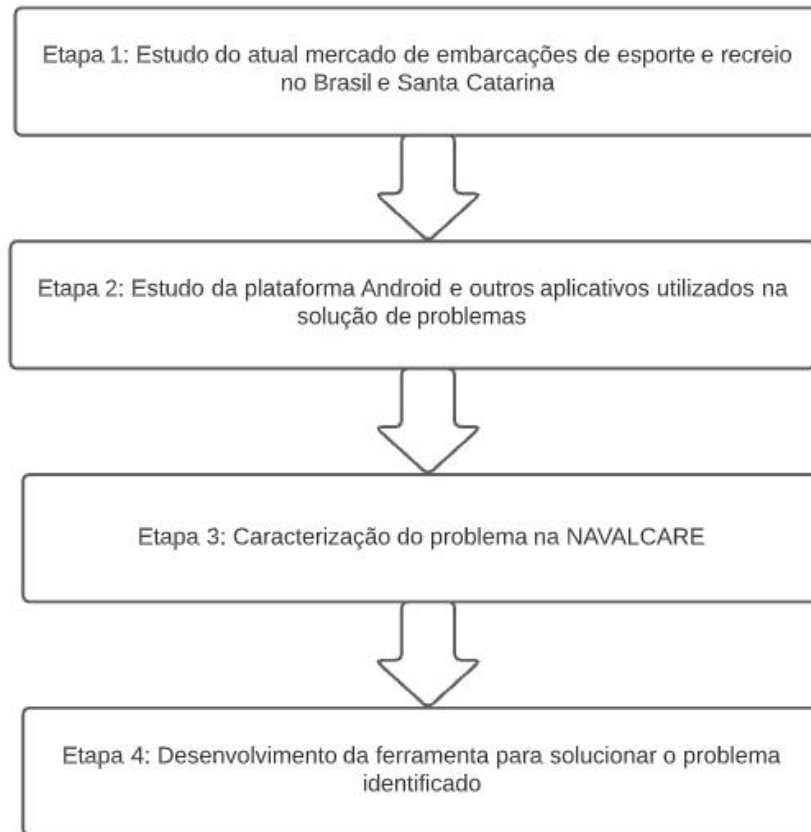 Etapa 1: Estudo do atual mercado de embarcações de esporte e recreio
no Brasil e Santa Catarina
Etapa 2: Estudo da plataforma Android e outros aplicativos utilizados na
solução de problemas
Etapa 3: Caracterização do problema na NAVALCARE
Etapa 4: Desenvolvimento da ferramenta para solucionar o problema
identificado